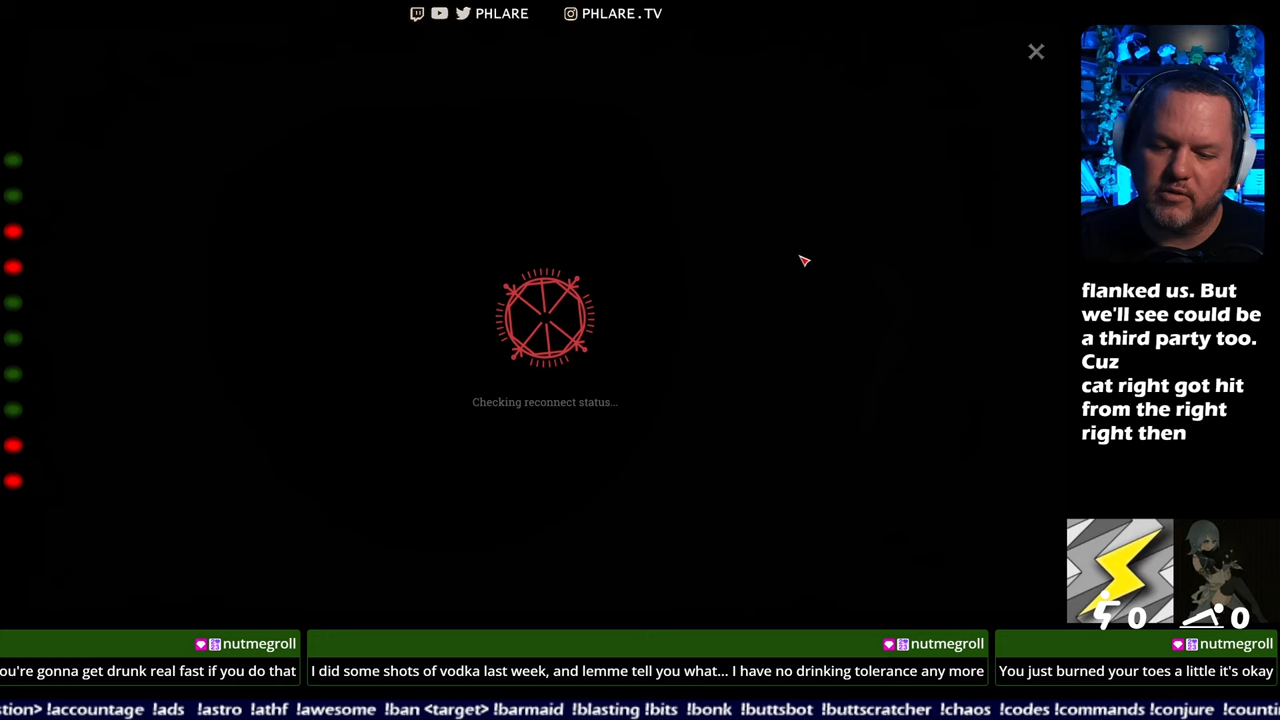 PHLARE
PHLARE.TV
flanked us. But
we'll see could be
a third party too.
Cuz
cat right got hit
from the right
right then
Checking reconnect status...
0
0
nutmegroll
ou're gonna get drunk real fast if you do that
nutmegroll
I did some shots of vodka last week, and lemme tell you what... I have no drinking tolerance any more
nutmegroll
You just burned your toes a little it's okay
stion> !accountage !ads !astro !athf !awesome !ban <target> !barmaid !blasting !bits !bonk !buttsbot !buttscratcher !chaos !codes !commands !conjure !countin